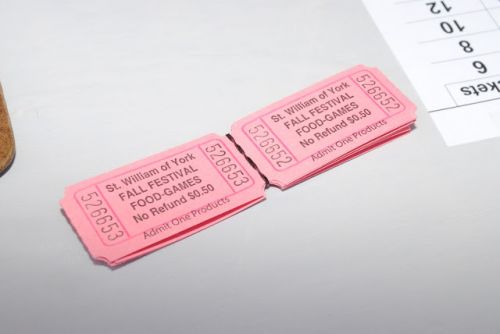 St. William of York
FALL FESTIVAL
FOOD-GAMES
No Refund $0.50
Admit One Products
526653
526653
St. William of York
FALL FESTIVAL
FOOD-GAMES
No Refund $0.50
Admit One Products
526652
526652
12
10
8
6
kets